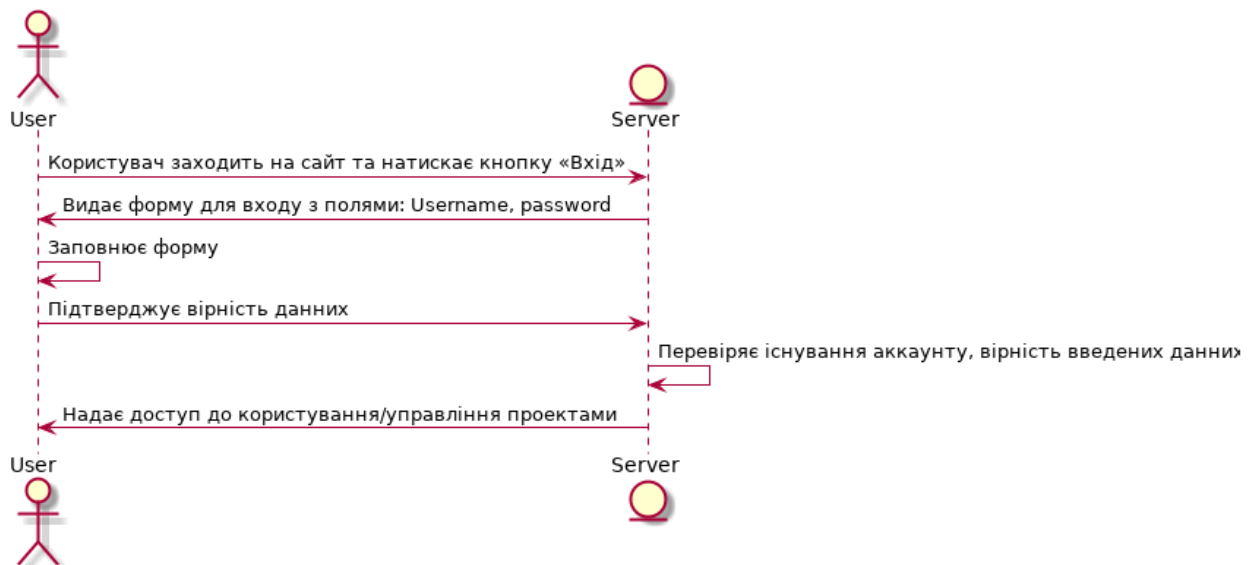 User
Server
Користувач заходить на сайт та натискає кнопку «Вхід»
Видає форму для входу з полями: Username, password
Заповнює форму
Підтверджує вірність данних
Перевіряє існування аккаунту, вірність введених данних
Надає доступ до користування/управління проектами
User
Server